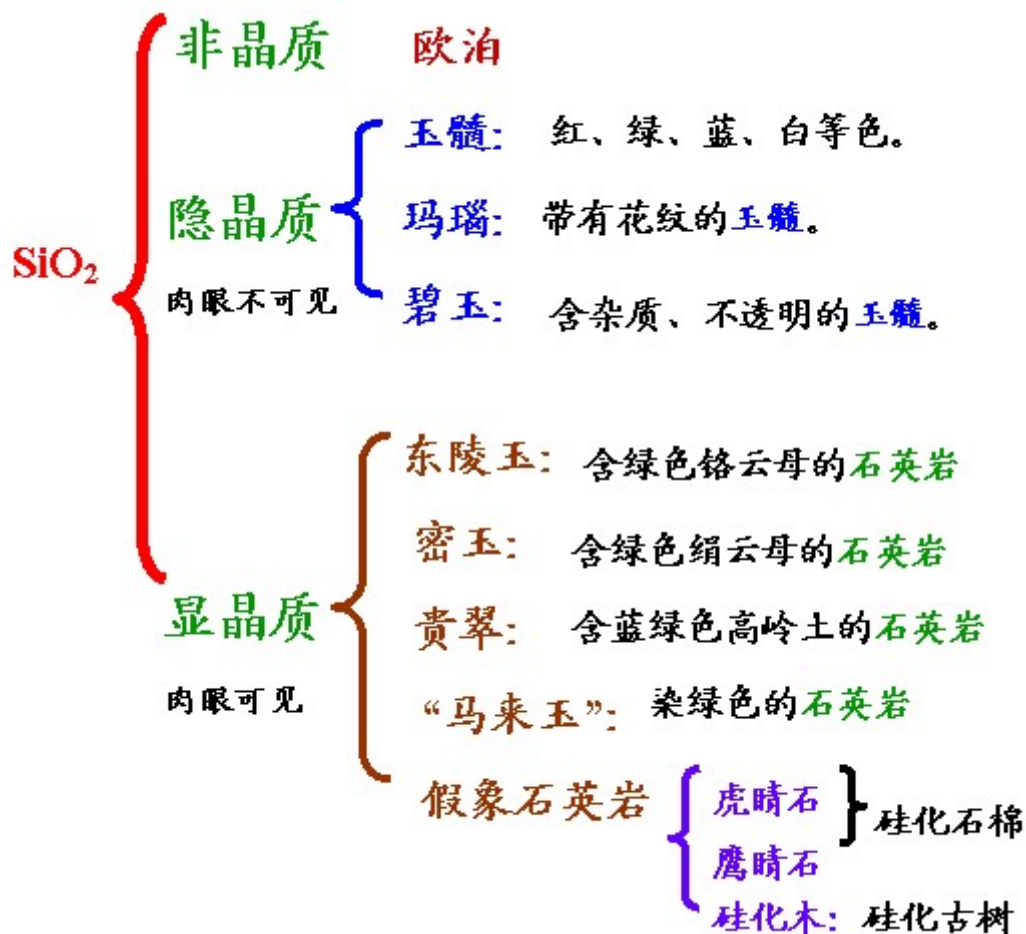 非晶质 欧泊
玉髓： 红、绿、蓝、白等色。
隐晶质 玛瑙： 带有花纹的玉髓。
SiO₂
肉眼不可见
碧玉： 含杂质、不透明的玉髓。
东陵玉： 含绿色铬云母的石英岩
密玉： 含绿色绢云母的石英岩
显晶质 贵翠： 含蓝绿色高岭土的石英岩
肉眼可见
“马来玉”： 染绿色的石英岩
假象石英岩 虎睛石
硅化石棉
鹰睛石
硅化木： 硅化古树